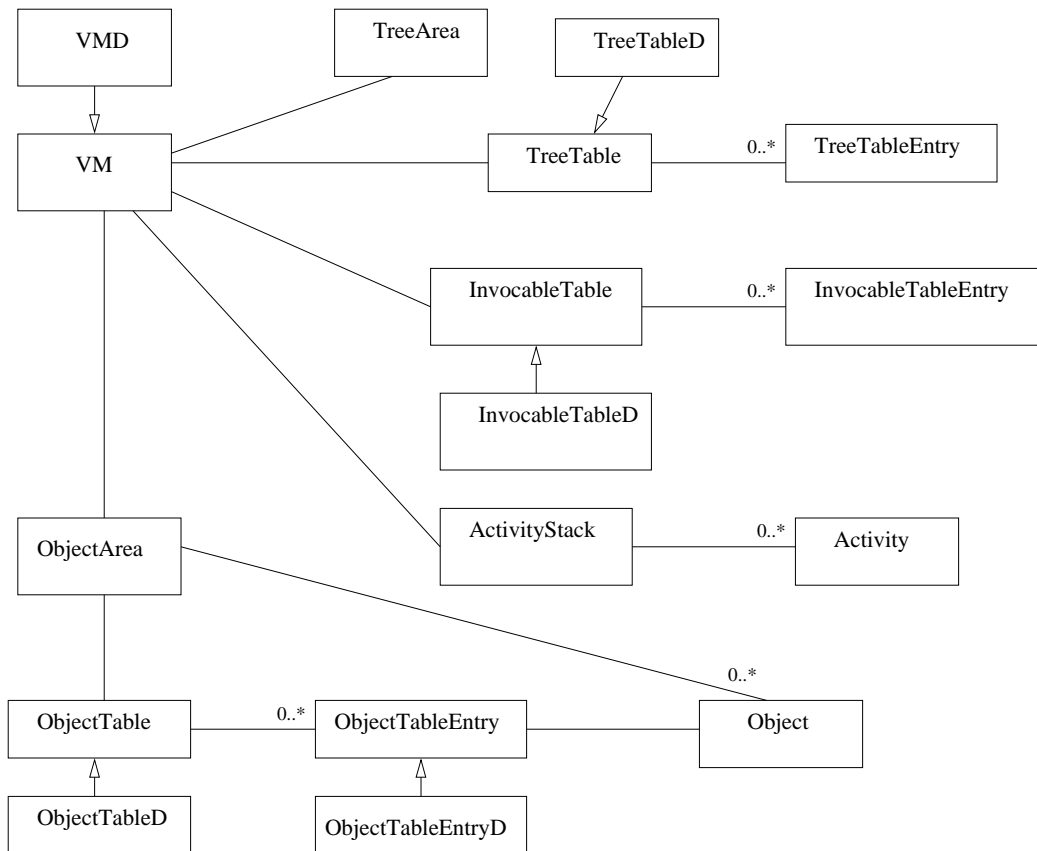 VMD
TreeArea
TreeTableD
VM
TreeTable
0..*
TreeTableEntry
InvocableTable
0..*
InvocableTableEntry
InvocableTableD
ObjectArea
ActivityStack
0..*
Activity
0..*
ObjectTable
0..*
ObjectTableEntry
Object
ObjectTableD
ObjectTableEntryD